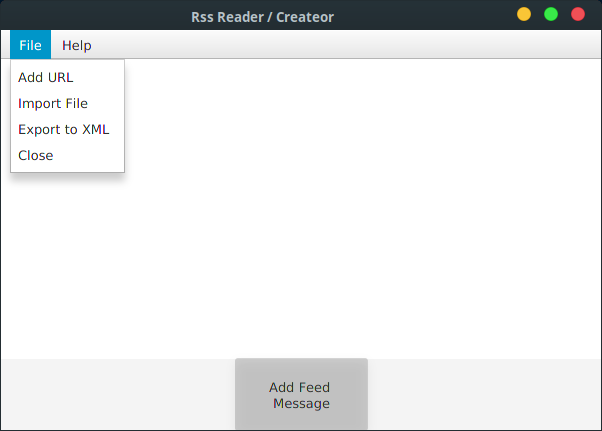 Rss Reader / Createor
File Help
Add URL
Import File
Export to XML
Close
Add Feed
Message